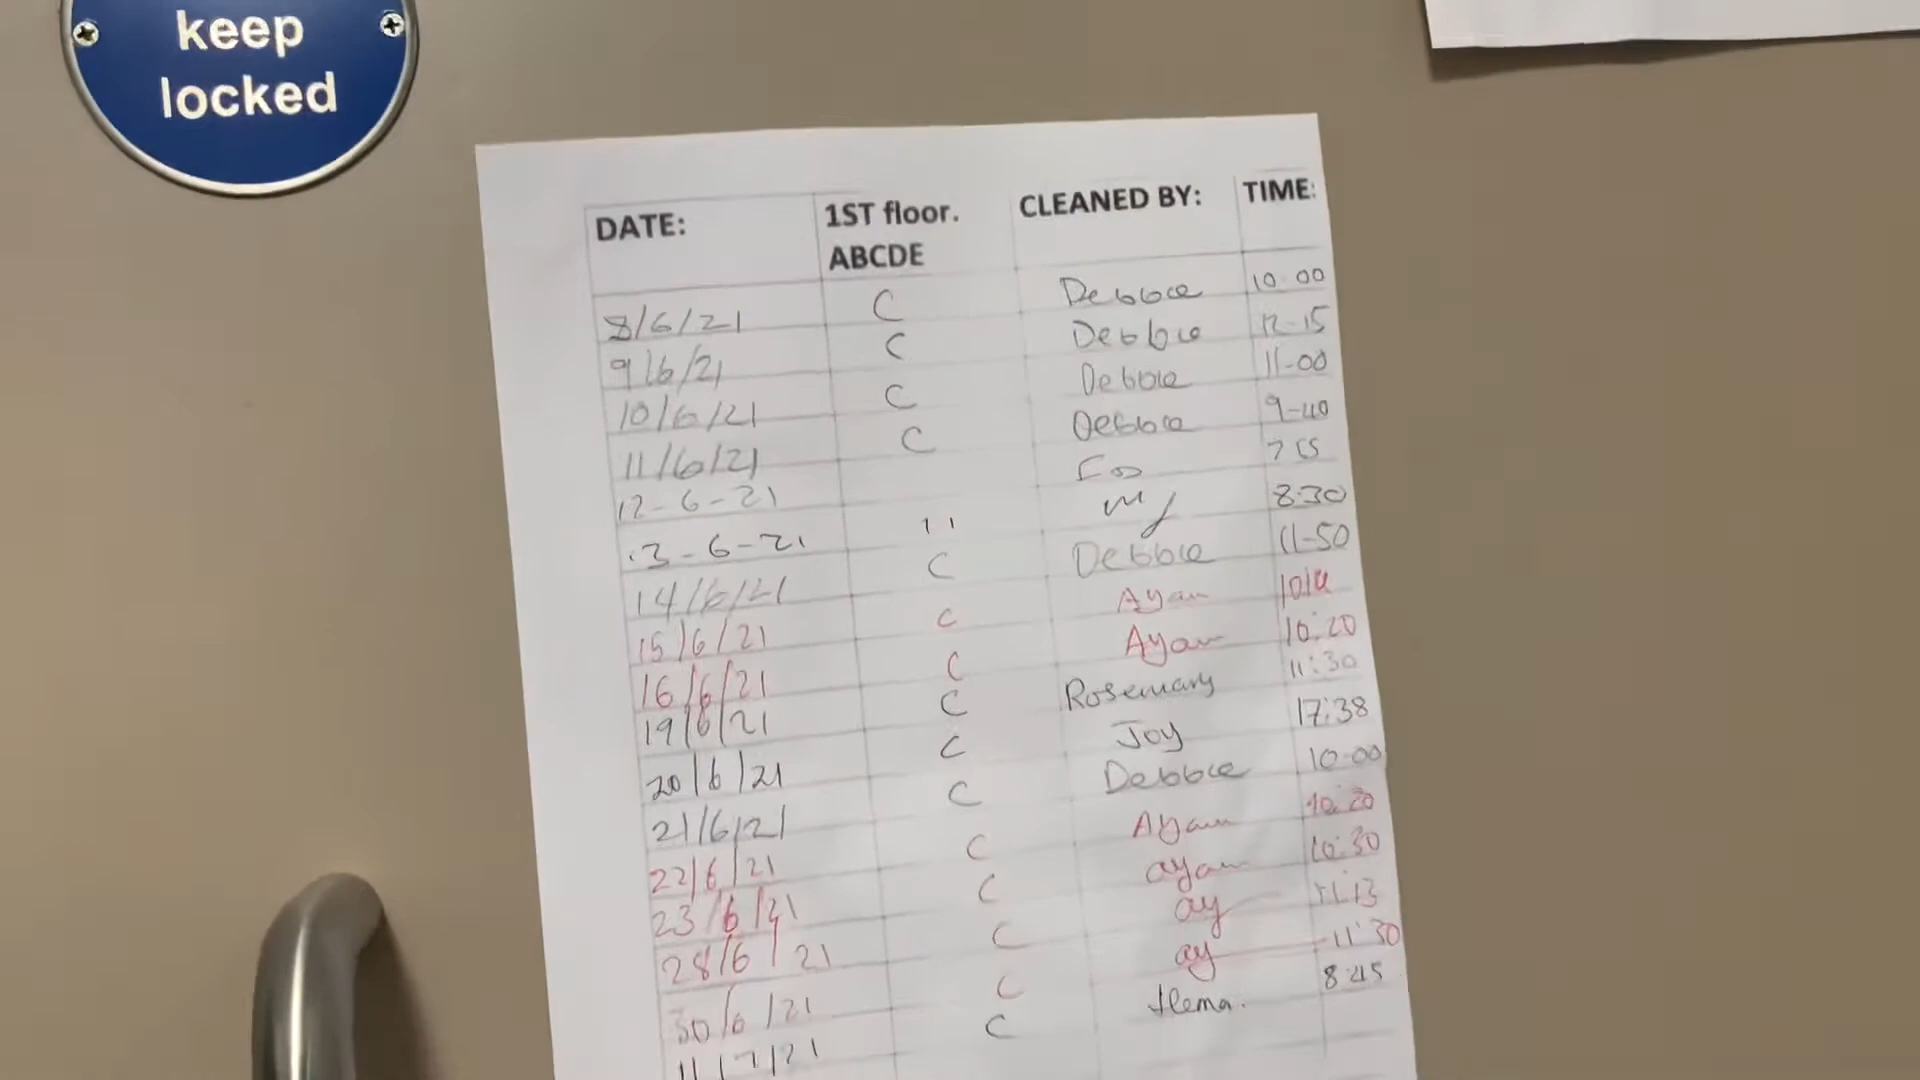 keep
locked
DATE: 1ST floor. CLEANED BY: TIME:
ABCDE
8/6/21 C Debbie 10.00
9/6/21 C Debbie 12-15
10/6/21 C Debbie 11-00
11/6/21 C Debbie 9-40
12-6-21
13-6-21 11 8:30
14/6/21 C Debbie 11-50
15/6/21 C Ayan
16/6/21 C Ayan 10:20
19/6/21 C Rosemary 11:30
20/6/21 C Joy 17:38
21/6/21 C Debbie 10.00
22/6/21 C Ayan 10:20
23/6/21 C ayan 10:30
28/6/21 C ay 11:13
30/6/21 C ay 11:30
C Hema. 8:45